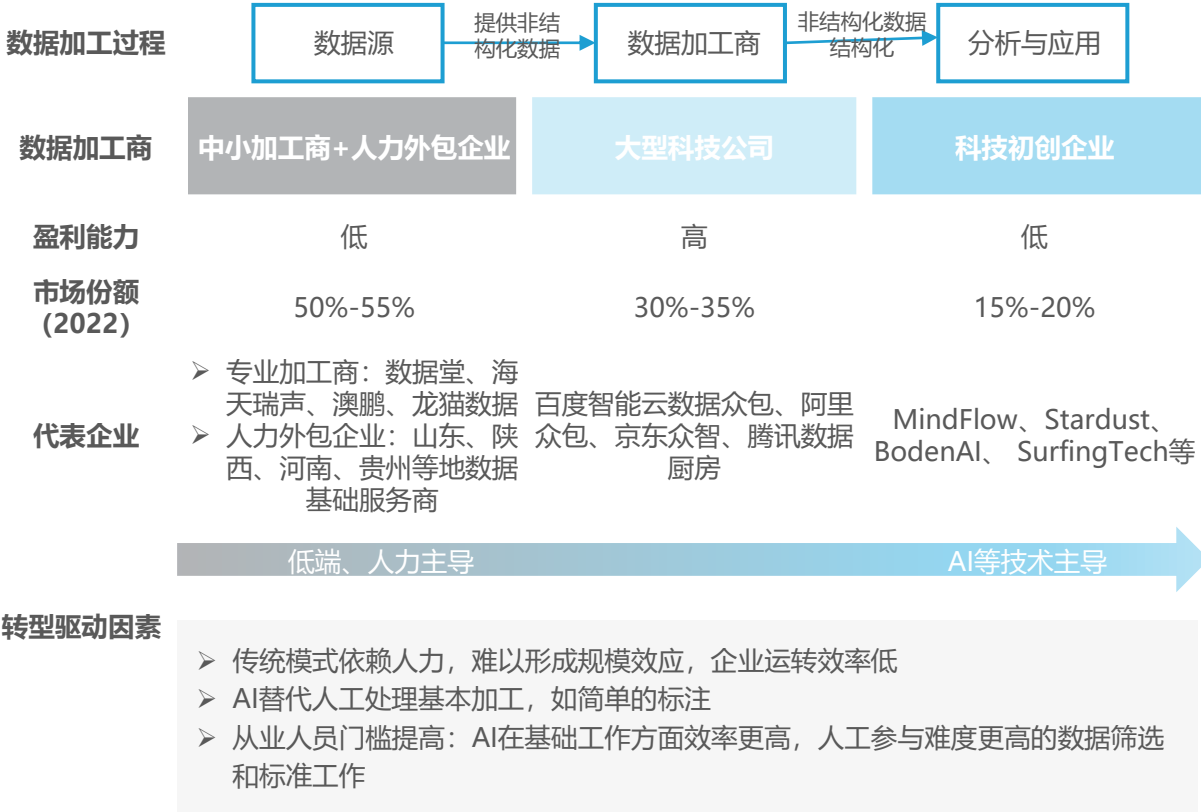 数据加工过程
数据源
提供非结
构化数据
数据加工商
非结构化数据
结构化
分析与应用
数据加工商
中小加工商+人力外包企业
大型科技公司
科技初创企业
盈利能力
低
高
低
市场份额
（2022）
50%-55%
30%-35%
15%-20%
代表企业
➢ 专业加工商：数据堂、海
天瑞声、澳鹏、龙猫数据
➢ 人力外包企业：山东、陕
西、河南、贵州等地数据
基础服务商
百度智能云数据众包、阿里
众包、京东众智、腾讯数据
厨房
MindFlow、Stardust、
BodenAI、 SurfingTech等
低端、人力主导
AI等技术主导
转型驱动因素
➢ 传统模式依赖人力，难以形成规模效应，企业运转效率低
➢ AI替代人工处理基本加工，如简单的标注
➢ 从业人员门槛提高：AI在基础工作方面效率更高，人工参与难度更高的数据筛选
和标准工作